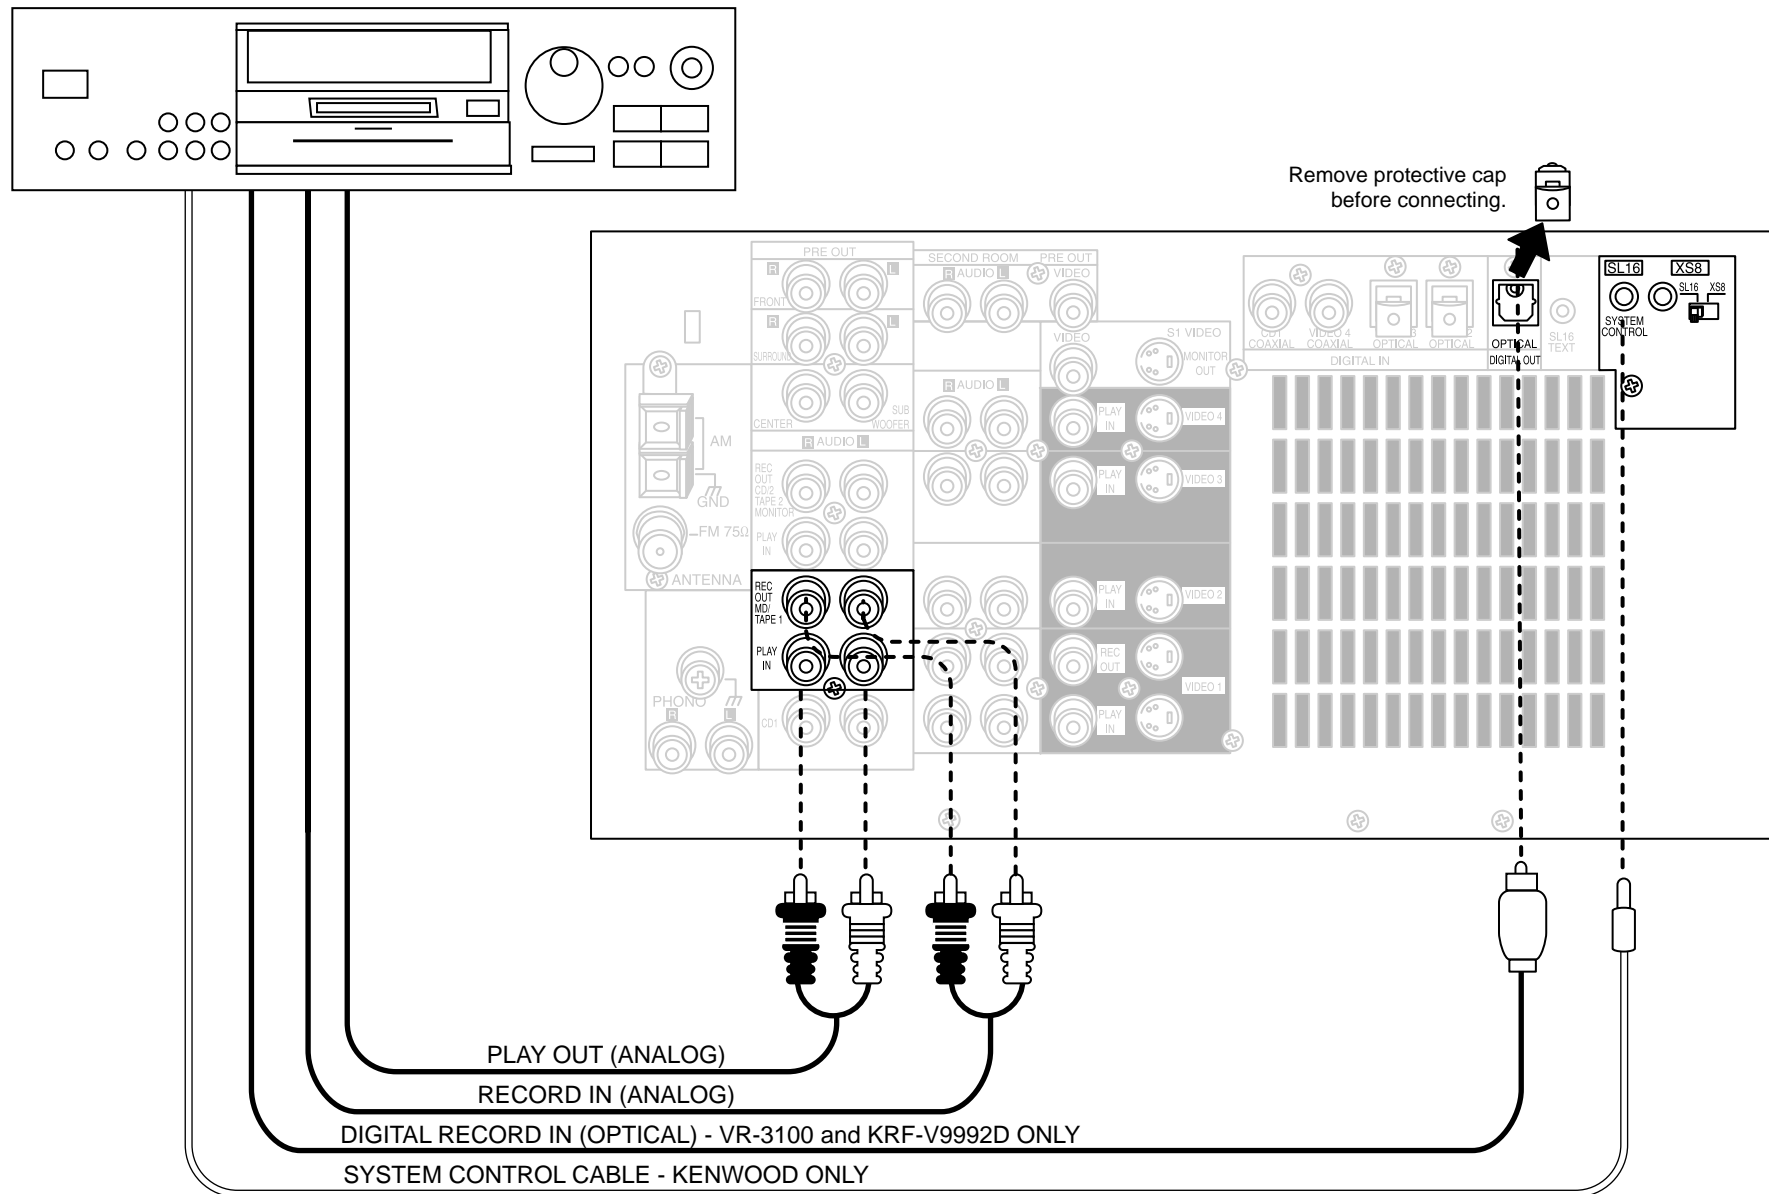 Remove protective cap
before connecting.
PRE OUT
R
L
FRONT
R
L
SURROUND
CENTER
SUB
WOOFER
R AUDIO L
REC
OUT
CD/2
TAPE 2
MONITOR
PLAY
IN
REC
OUT
MD/
TAPE 1
PLAY
IN
CD1
AM
GND
FM 75Ω
ANTENNA
PHONO
R
L
SECOND ROOM
PRE OUT
R AUDIO L
VIDEO
R AUDIO L
VIDEO
S1 VIDEO
MONITOR
OUT
PLAY
IN
VIDEO 4
PLAY
IN
VIDEO 3
PLAY
IN
VIDEO 2
REC
OUT
VIDEO 1
PLAY
IN
COAXIAL
VIDEO 4
COAXIAL
OPTICAL
OPTICAL
DIGITAL IN
OPTICAL
DIGITAL OUT
SL16
TEXT
SL16
XS8
SL16
XS8
SYSTEM
CONTROL
PLAY OUT (ANALOG)
RECORD IN (ANALOG)
DIGITAL RECORD IN (OPTICAL) - VR-3100 and KRF-V9992D ONLY
SYSTEM CONTROL CABLE - KENWOOD ONLY